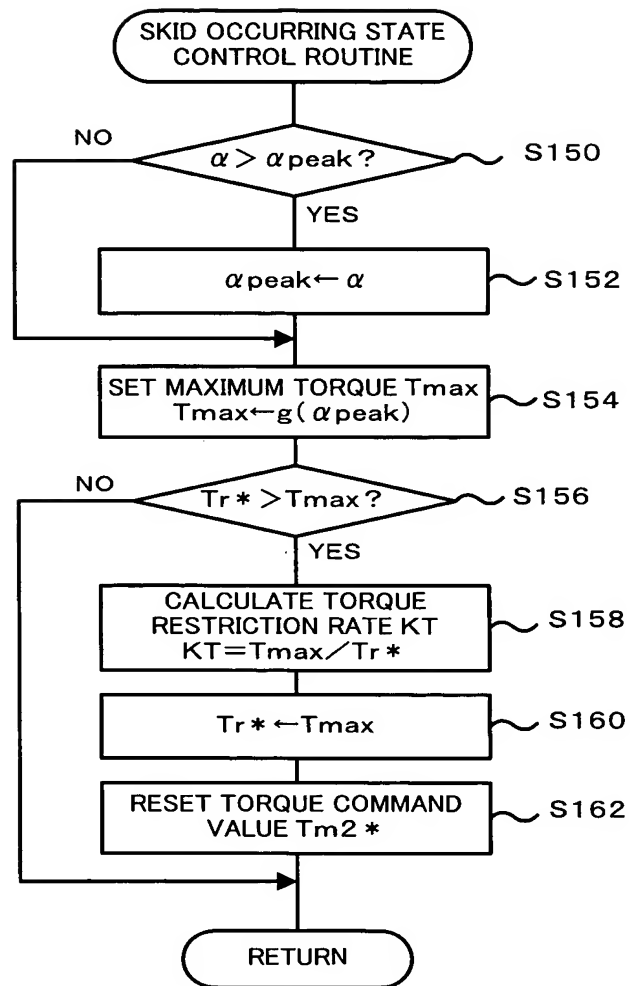 SKID OCCURRING STATE
CONTROL ROUTINE
NO
α > αpeak?
S150
YES
αpeak←α
S152
SET MAXIMUM TORQUE Tmax
Tmax←g(αpeak)
S154
NO
Tr*>Tmax?
S156
YES
CALCULATE TORQUE
RESTRICTION RATE KT
KT=Tmax/Tr*
S158
Tr*←Tmax
S160
RESET TORQUE COMMAND
VALUE Tm2*
S162
RETURN